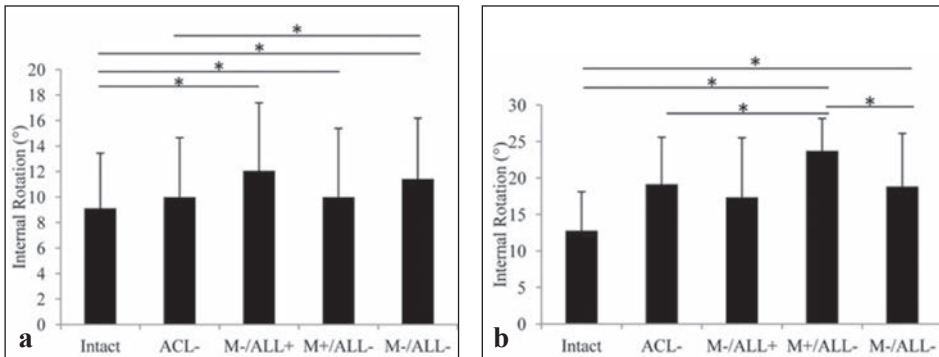 * * * *
Internal Rotation (°)
20
18
16
14
12
10
8
6
4
2
0
Intact ACL- M-/ALL+ M+/ALL- M-/ALL-
a
* * * *
Internal Rotation (°)
30
25
20
15
10
5
0
Intact ACL- M-/ALL+ M+/ALL- M-/ALL-
b